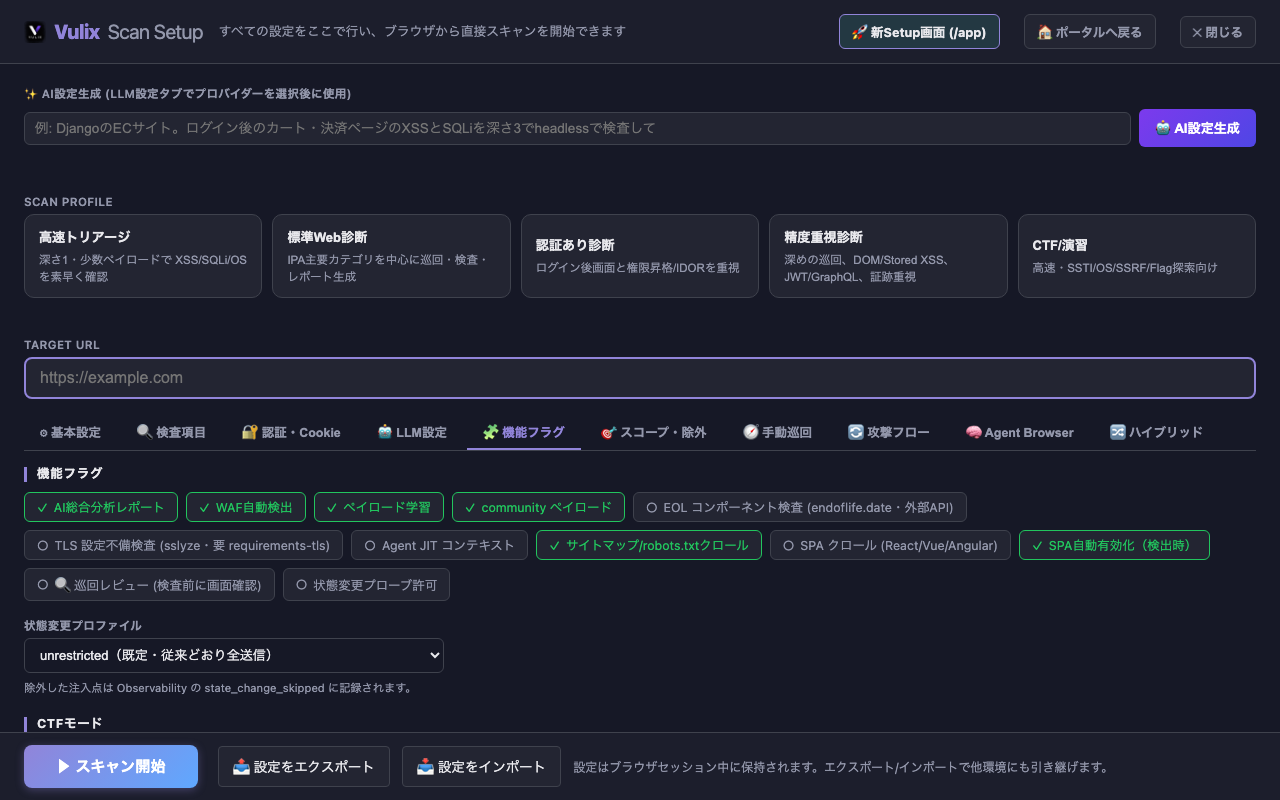 Vulix Scan Setup すべての設定をここで行い、ブラウザから直接スキャンを開始できます 🚀 新Setup画面 (/app) 🏠 ポータルへ戻る ✕ 閉じる
✨ AI設定生成 (LLM設定タブでプロバイダーを選択後に使用)
例: DjangoのECサイト。ログイン後のカート・決済ページのXSSとSQLiを深さ3でheadlessで検査して 🤖 AI設定生成
SCAN PROFILE
高速トリアージ
深さ1・少数ペイロードで XSS/SQLi/OS
を素早く確認
標準Web診断
IPA主要カテゴリを中心に巡回・検査・
レポート生成
認証あり診断
ログイン後画面と権限昇格/IDORを重視
精度重視診断
深めの巡回、DOM/Stored XSS、
JWT/GraphQL、証跡重視
CTF/演習
高速・SSTI/OS/SSRF/Flag探索向け
TARGET URL
https://example.com
⚙ 基本設定 🔍 検査項目 🔐 認証・Cookie 🤖 LLM設定 🧩 機能フラグ 🎯 スコープ・除外 🧭 手動巡回 🔄 攻撃フロー 🧠 Agent Browser 🔀 ハイブリッド
機能フラグ
✓ AI総合分析レポート ✓ WAF自動検出 ✓ ペイロード学習 ✓ community ペイロード ○ EOL コンポーネント検査 (endoflife.date・外部API)
○ TLS 設定不備検査 (sslyze・要 requirements-tls) ○ Agent JIT コンテキスト ✓ サイトマップ/robots.txtクロール ○ SPA クロール (React/Vue/Angular) ✓ SPA自動有効化（検出時）
○ 🔍 巡回レビュー (検査前に画面確認) ○ 状態変更プローブ許可
状態変更プロファイル
unrestricted（既定・従来どおり全送信）
除外した注入点は Observability の state_change_skipped に記録されます。
CTFモード
▶ スキャン開始 📤 設定をエクスポート 📥 設定をインポート 設定はブラウザセッション中に保持されます。エクスポート/インポートで他環境にも引き継げます。